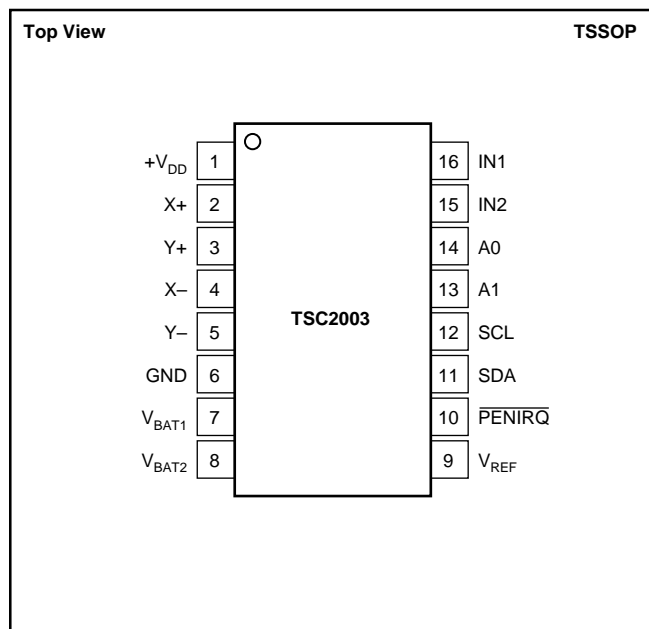 Top View TSSOP
+VDD 1 16 IN1
X+ 2 15 IN2
Y+ 3 14 A0
X– 4 13 A1
TSC2003
Y– 5 12 SCL
GND 6 11 SDA
VBAT1 7 10 PENIRQ
VBAT2 8 9 VREF